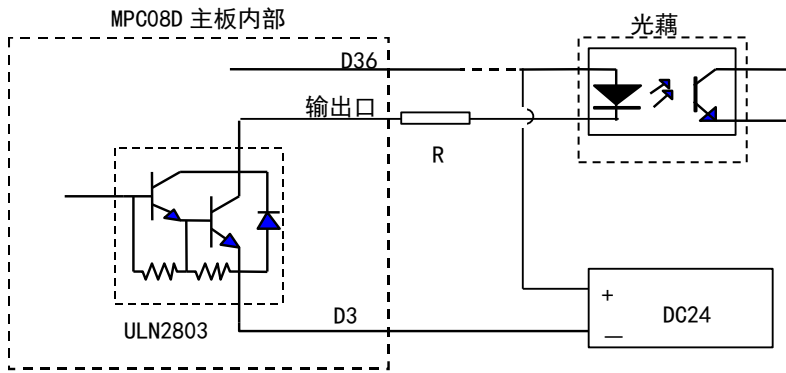 MPC08D 主板内部
光藕
D36
输出口
R
ULN2803
D3
+
DC24
—